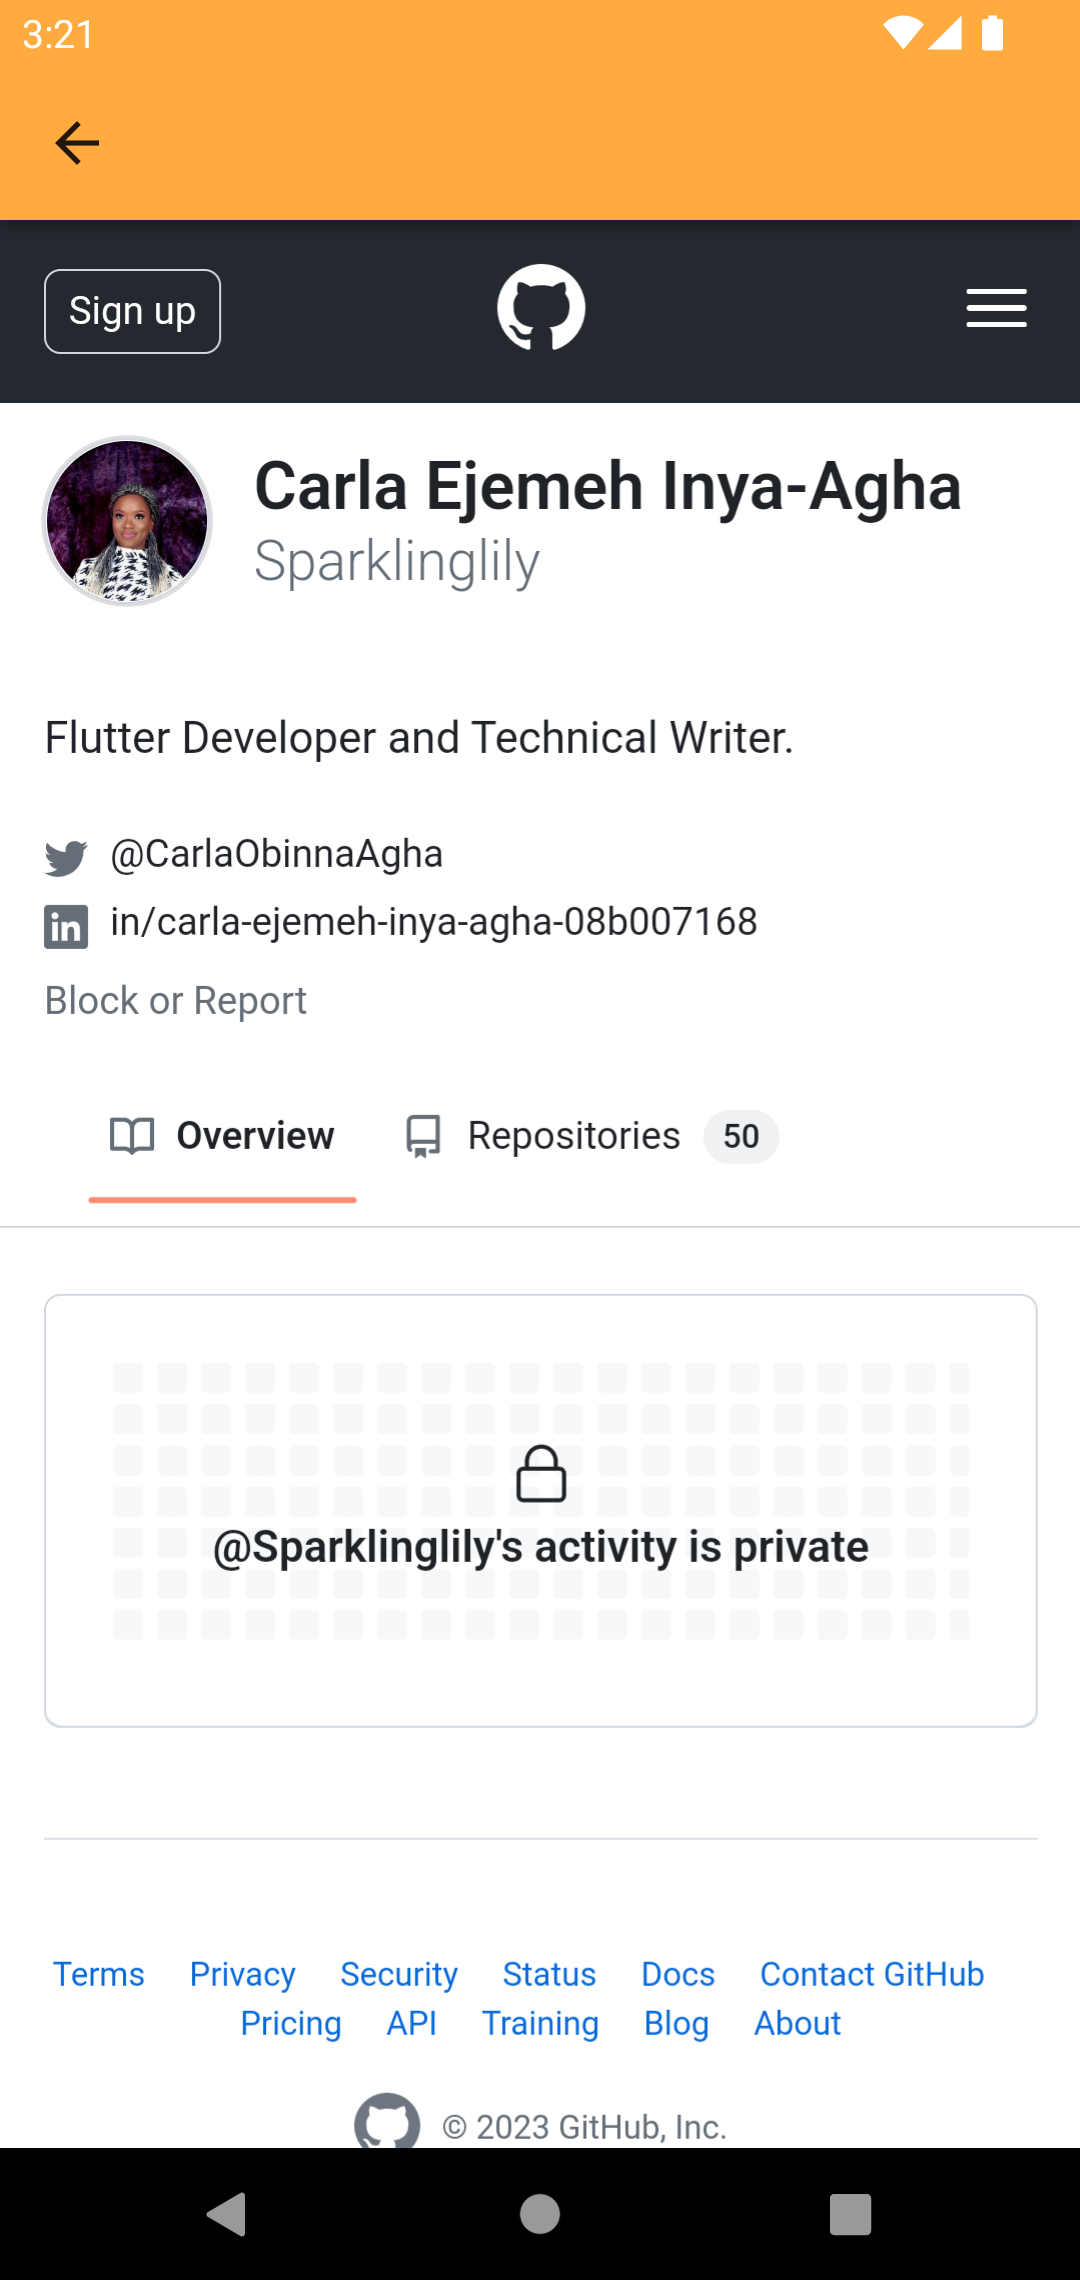 3:21
Sign up
Carla Ejemeh Inya-Agha
Sparklinglily
Flutter Developer and Technical Writer.
@CarlaObinnaAgha
in/carla-ejemeh-inya-agha-08b007168
Block or Report
Overview Repositories 50
@Sparklinglily's activity is private
Terms Privacy Security Status Docs Contact GitHub
Pricing API Training Blog About
© 2023 GitHub, Inc.